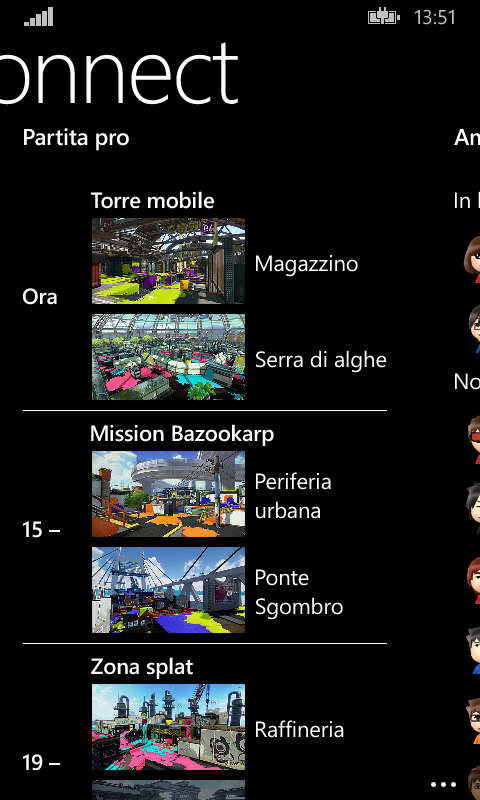 13:51
onnect
Partita pro
An
Torre mobile
In l
Ora
Magazzino
Serra di alghe
No
Mission Bazookarp
15 –
Periferia
urbana
Ponte
Sgombro
Zona splat
19 –
Raffineria